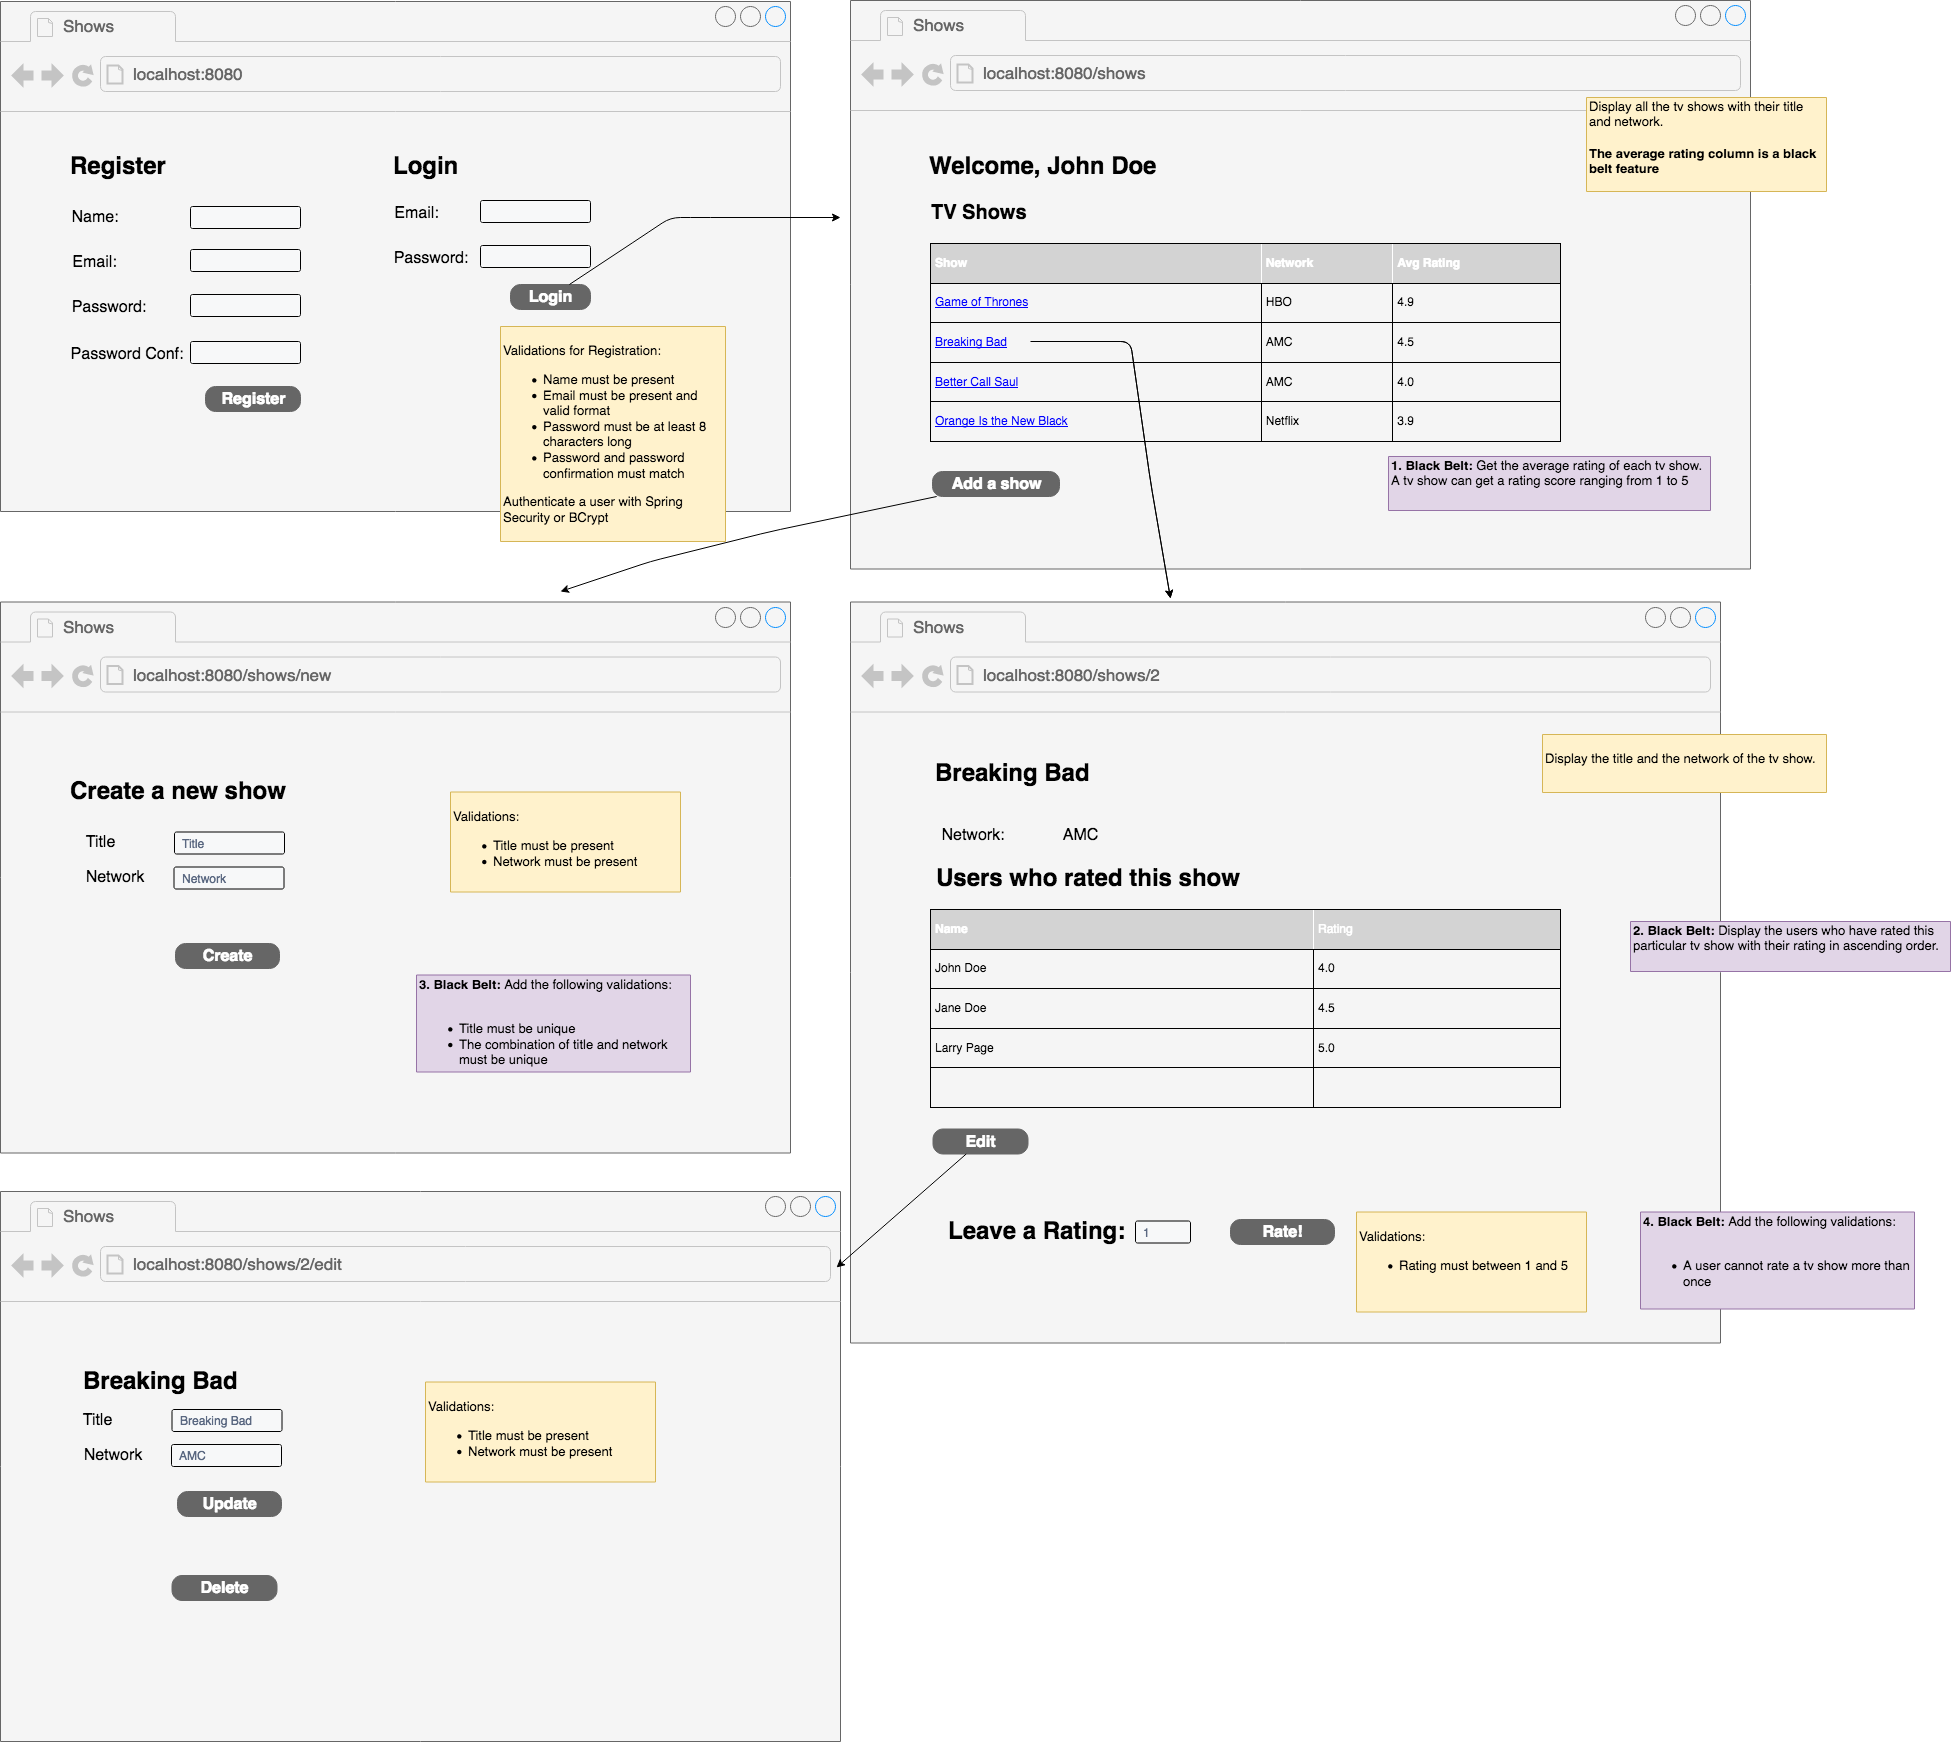 Shows
localhost:8080
Register
Name:
Email:
Password:
Password Conf:
Register
Login
Email:
Password:
Login
Validations for Registration:
• Name must be present
• Email must be present and
valid format
• Password must be at least 8
characters long
• Password and password
confirmation must match
Authenticate a user with Spring
Security or BCrypt
Shows
localhost:8080/shows
Display all the tv shows with their title
and network.
The average rating column is a black
belt feature
Welcome, John Doe
TV Shows
Show Network Avg Rating
Game of Thrones HBO 4.9
Breaking Bad AMC 4.5
Better Call Saul AMC 4.0
Orange Is the New Black Netflix 3.9
Add a show
1. Black Belt: Get the average rating of each tv show.
A tv show can get a rating score ranging from 1 to 5
Shows
localhost:8080/shows/new
Create a new show
Title Title
Network Network
Create
Validations:
• Title must be present
• Network must be present
3. Black Belt: Add the following validations:
• Title must be unique
• The combination of title and network
must be unique
Shows
localhost:8080/shows/2
Display the title and the network of the tv show.
Breaking Bad
Network: AMC
Users who rated this show
Name Rating
John Doe 4.0
Jane Doe 4.5
Larry Page 5.0
2. Black Belt: Display the users who have rated this
particular tv show with their rating in ascending order.
Edit
Leave a Rating: 1 Rate!
Validations:
• Rating must between 1 and 5
4. Black Belt: Add the following validations:
• A user cannot rate a tv show more than
once
Shows
localhost:8080/shows/2/edit
Breaking Bad
Title Breaking Bad
Network AMC
Update
Delete
Validations:
• Title must be present
• Network must be present